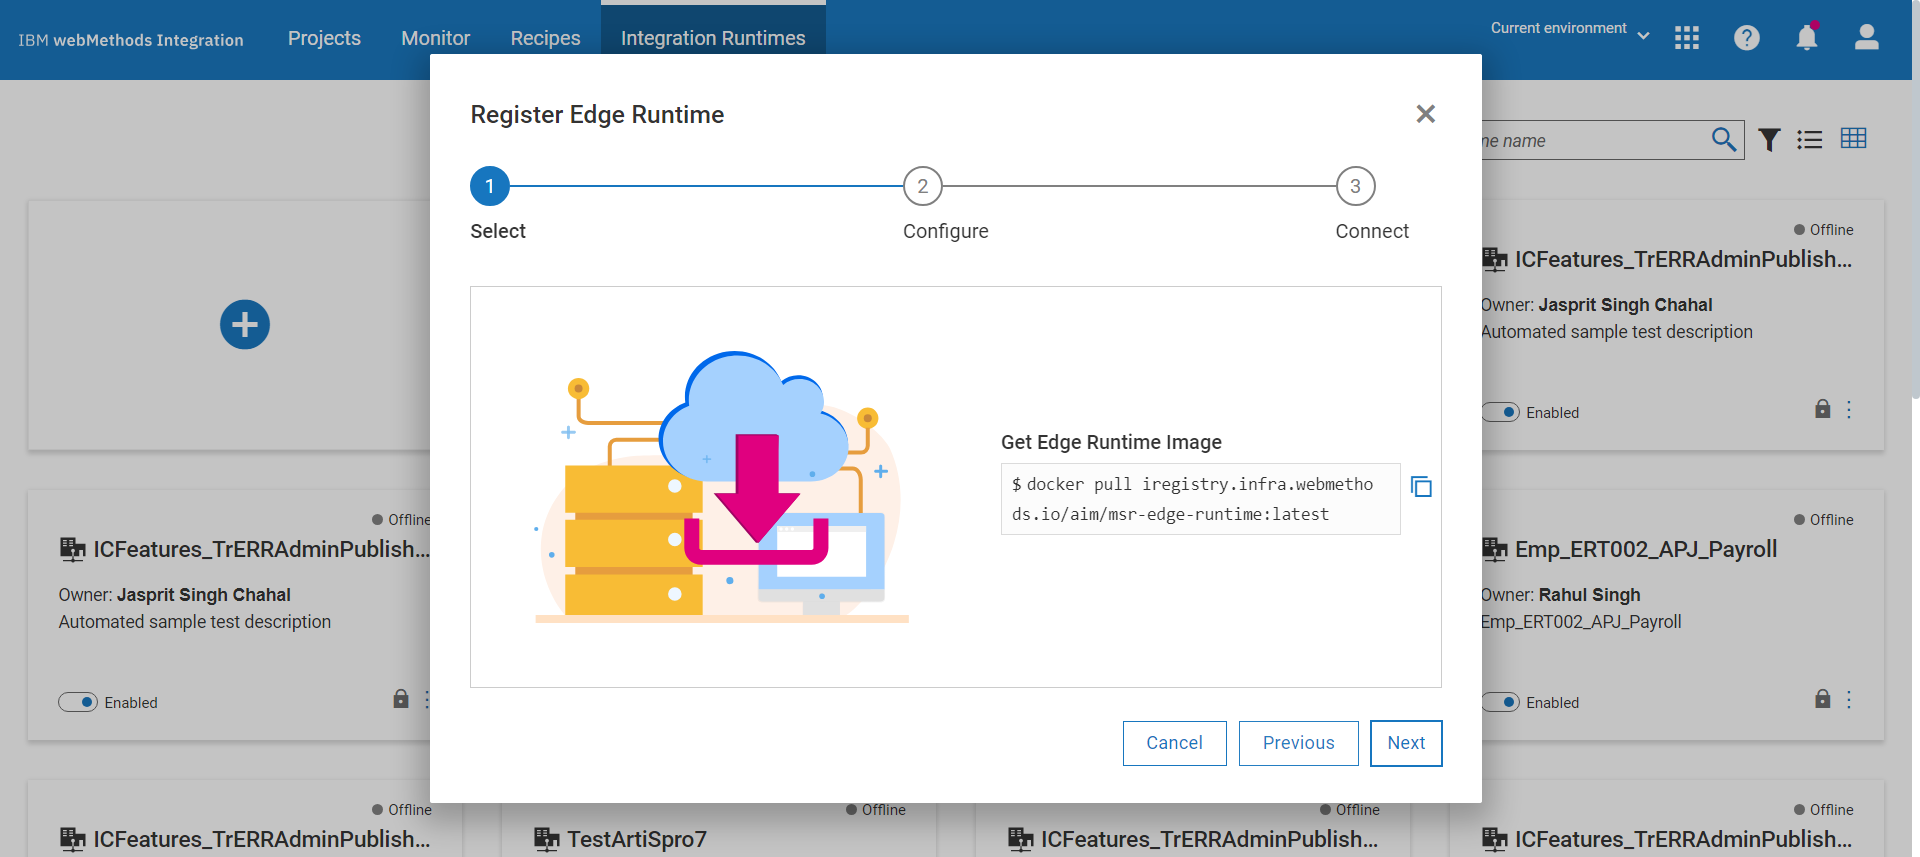 IBM webMethods Integration
Projects
Monitor
Recipes
Integration Runtimes
Current environment
Register Edge Runtime
1
2
3
Select
Configure
Connect
Get Edge Runtime Image
$ docker pull iregistry.infra.webmetho
ds.io/aim/msr-edge-runtime:latest
Cancel
Previous
Next
name
Offline
ICFeatures_TrERRAdminPublish...
Owner: Jasprit Singh Chahal
Automated sample test description
Enabled
Offline
ICFeatures_TrERRAdminPublish...
Owner: Jasprit Singh Chahal
Automated sample test description
Enabled
Offline
Emp_ERT002_APJ_Payroll
Owner: Rahul Singh
Emp_ERT002_APJ_Payroll
Enabled
Offline
ICFeatures_TrERRAdminPublish...
Offline
TestArtiSpro7
Offline
ICFeatures_TrERRAdminPublish...
Offline
ICFeatures_TrERRAdminPublish...